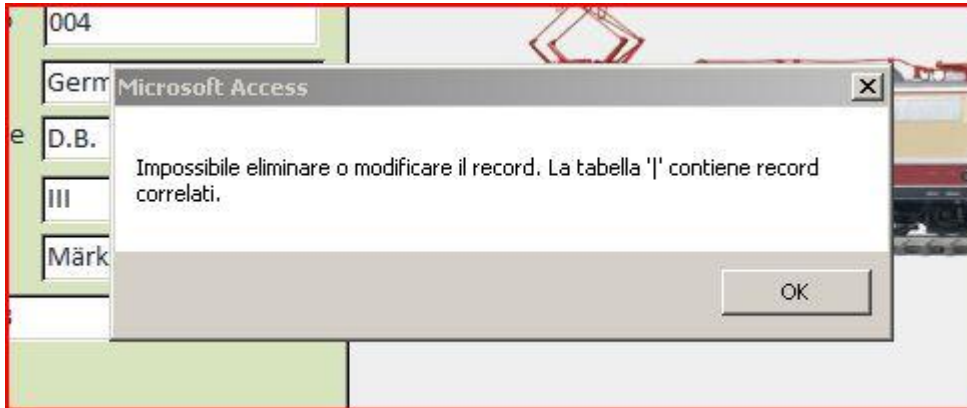 004
Germ
Microsoft Access
e
D.B.
Impossibile eliminare o modificare il record. La tabella '|' contiene record
correlati.
III
Märk
OK